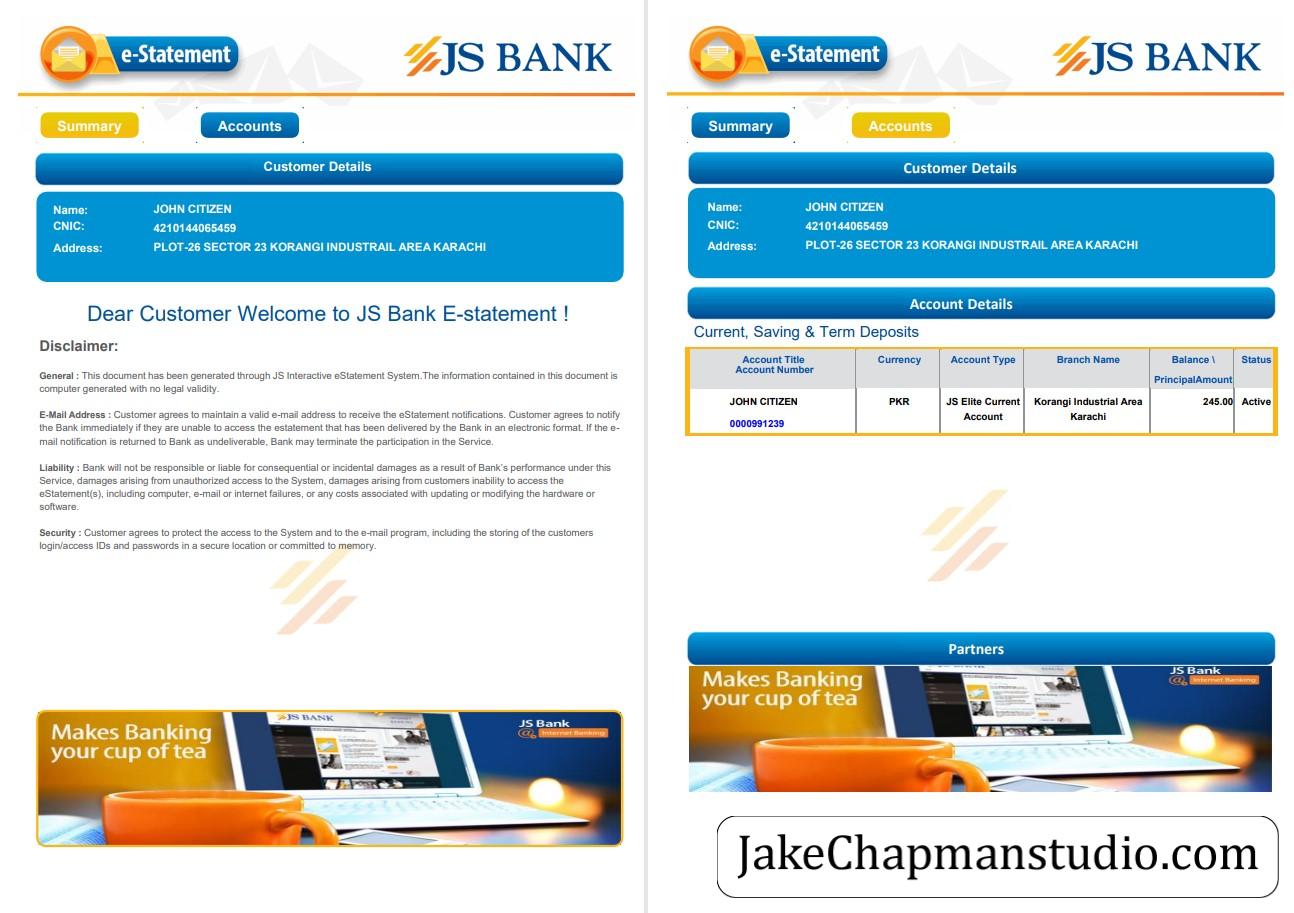 e-Statement
JS BANK
Summary
Accounts
Customer Details
Name: JOHN CITIZEN
CNIC: 4210144065459
Address: PLOT-26 SECTOR 23 KORANGI INDUSTRAIL AREA KARACHI
Dear Customer Welcome to JS Bank E-statement !
Disclaimer:
General : This document has been generated through JS Interactive eStatement System.The information contained in this document is
computer generated with no legal validity.
E-Mail Address : Customer agrees to maintain a valid e-mail address to receive the eStatement notifications. Customer agrees to notify
the Bank immediately if they are unable to access the estatement that has been delivered by the Bank in an electronic format. If the e-
mail notification is returned to Bank as undeliverable, Bank may terminate the participation in the Service.
Liability : Bank will not be responsible or liable for consequential or incidental damages as a result of Bank's performance under this
Service, damages arising from unauthorized access to the System, damages arising from customers inability to access the
eStatement(s), including computer, e-mail or internet failures, or any costs associated with updating or modifying the hardware or
software.
Security : Customer agrees to protect the access to the System and to the e-mail program, including the storing of the customers
login/access IDs and passwords in a secure location or committed to memory.
Makes Banking
your cup of tea
JS BANK
JS Bank
@ Internet Banking
e-Statement
JS BANK
Summary
Accounts
Customer Details
Name: JOHN CITIZEN
CNIC: 4210144065459
Address: PLOT-26 SECTOR 23 KORANGI INDUSTRAIL AREA KARACHI
Account Details
Current, Saving & Term Deposits
Account Title Currency Account Type Branch Name Balance \ Status
Account Number PrincipalAmount
JOHN CITIZEN PKR JS Elite Current Korangi Industrial Area 245.00 Active
Account Karachi
0000991239
Partners
Makes Banking
your cup of tea
JS Bank
@ Internet Banking
JakeChapmanstudio.com